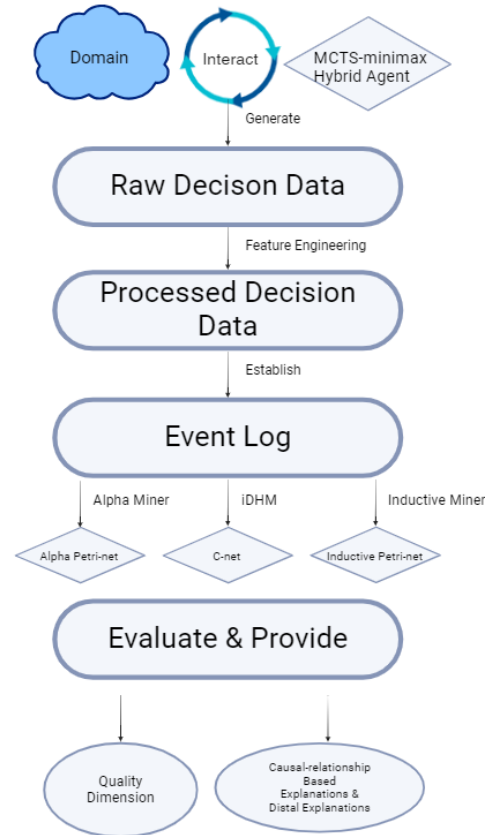 Domain
Interact
MCTS-minimax
Hybrid Agent
Generate
Raw Decison Data
Feature Engineering
Processed Decision
Data
Establish
Event Log
Alpha Miner
iDHM
Inductive Miner
Alpha Petri-net
C-net
Inductive Petri-net
Evaluate & Provide
Quality
Dimension
Causal-relationship
Based
Explanations &
Distal Explanations